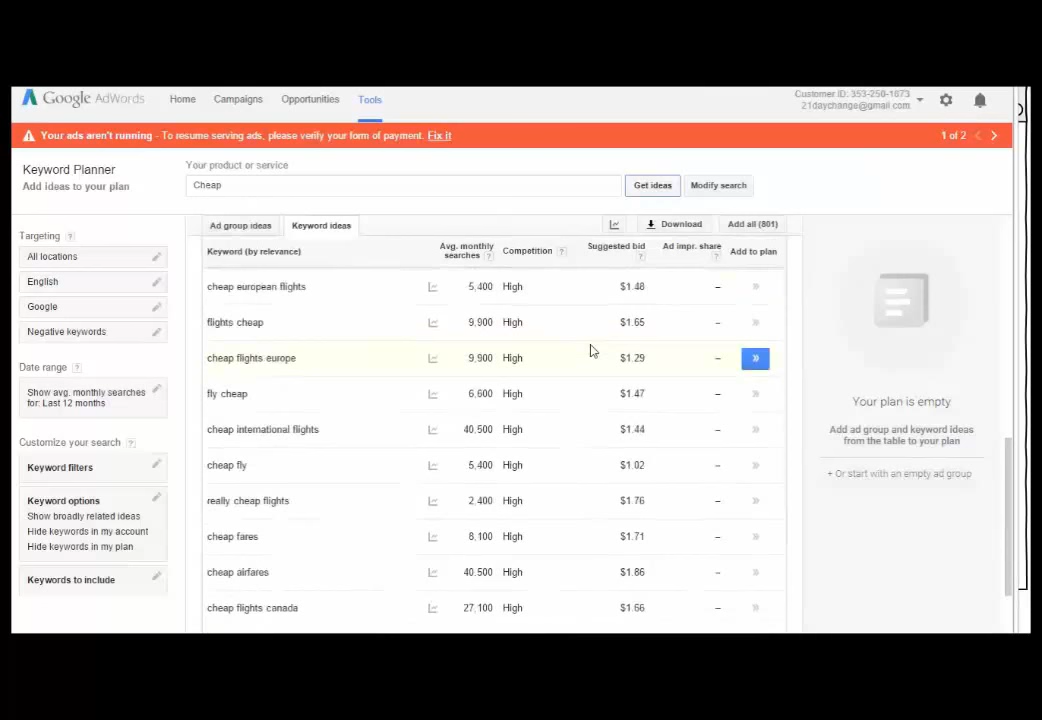 Google AdWords
Home Campaigns Opportunities Tools
Customer ID: 353-250-1873
21daychange@gmail.com
Your ads aren't running - To resume serving ads, please verify your form of payment. Fix it 1 of 2
Keyword Planner
Add ideas to your plan
Your product or service
Cheap Get ideas Modify search
Targeting ?
All locations
English
Google
Negative keywords
Date range ?
Show avg. monthly searches
for: Last 12 months
Customize your search ?
Keyword filters
Keyword options
Show broadly related ideas
Hide keywords in my account
Hide keywords in my plan
Keywords to include
Ad group ideas Keyword ideas Download Add all (801)
Keyword (by relevance) Avg. monthly searches ? Competition ? Suggested bid ? Ad impr. share ? Add to plan
cheap european flights 5,400 High $1.48 – »
flights cheap 9,900 High $1.65 – »
cheap flights europe 9,900 High $1.29 – »
fly cheap 6,600 High $1.47 – »
cheap international flights 40,500 High $1.44 – »
cheap fly 5,400 High $1.02 – »
really cheap flights 2,400 High $1.76 – »
cheap fares 8,100 High $1.71 – »
cheap airfares 40,500 High $1.86 – »
cheap flights canada 27,100 High $1.66 – »
Your plan is empty
Add ad group and keyword ideas
from the table to your plan
+ Or start with an empty ad group